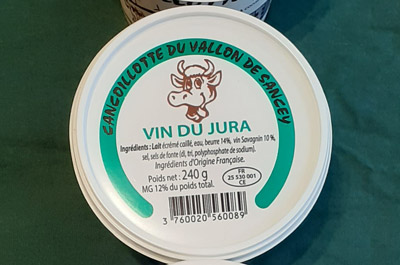 CANCOILLOTTE DU VALLON DE SANCEY
VIN DU JURA
Ingrédients : Lait écrémé caillé, eau, beurre 14%, vin Savagnin 10 %,
sel, sels de fonte (di, tri, polyphosphate de sodium).
Ingrédients d'Origine Française.
Poids net : 240 g
MG 12% du poids total.
FR
25 530 001
CE
3 760020 560089